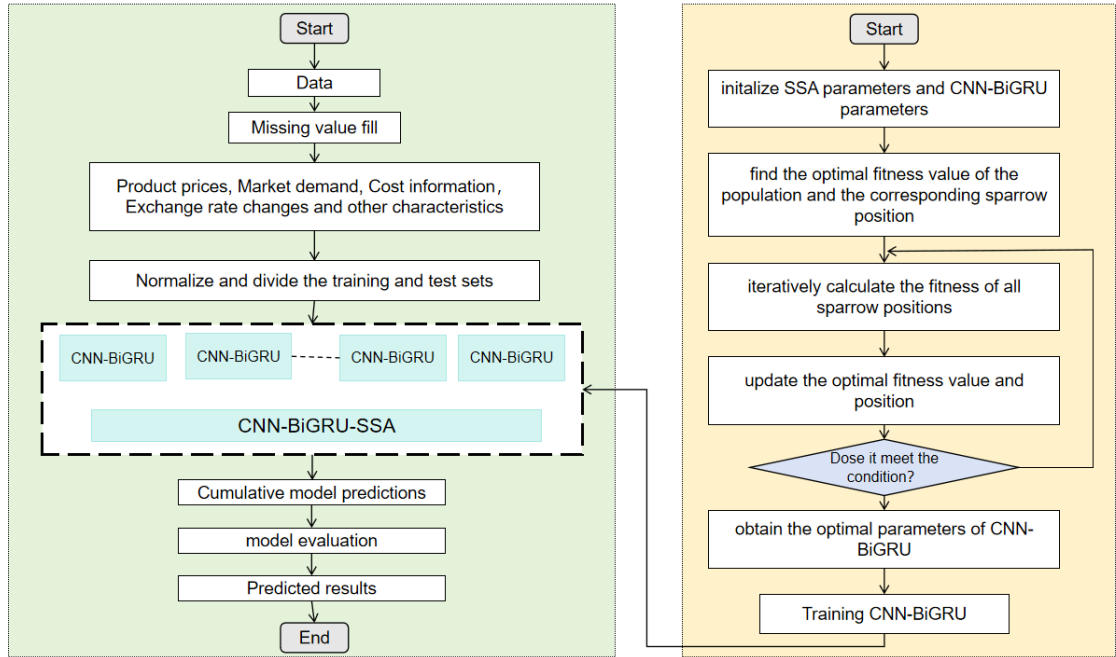 Start
Data
Missing value fill
Product prices, Market demand, Cost information,
Exchange rate changes and other characteristics
Normalize and divide the training and test sets
CNN-BiGRU
CNN-BiGRU
CNN-BiGRU
CNN-BiGRU
CNN-BiGRU-SSA
Cumulative model predictions
model evaluation
Predicted results
End
Start
initalize SSA parameters and CNN-BiGRU
parameters
find the optimal fitness value of the
population and the corresponding sparrow
position
iteratively calculate the fitness of all
sparrow positions
update the optimal fitness value and
position
Dose it meet the
condition?
obtain the optimal parameters of CNN-
BiGRU
Training CNN-BiGRU